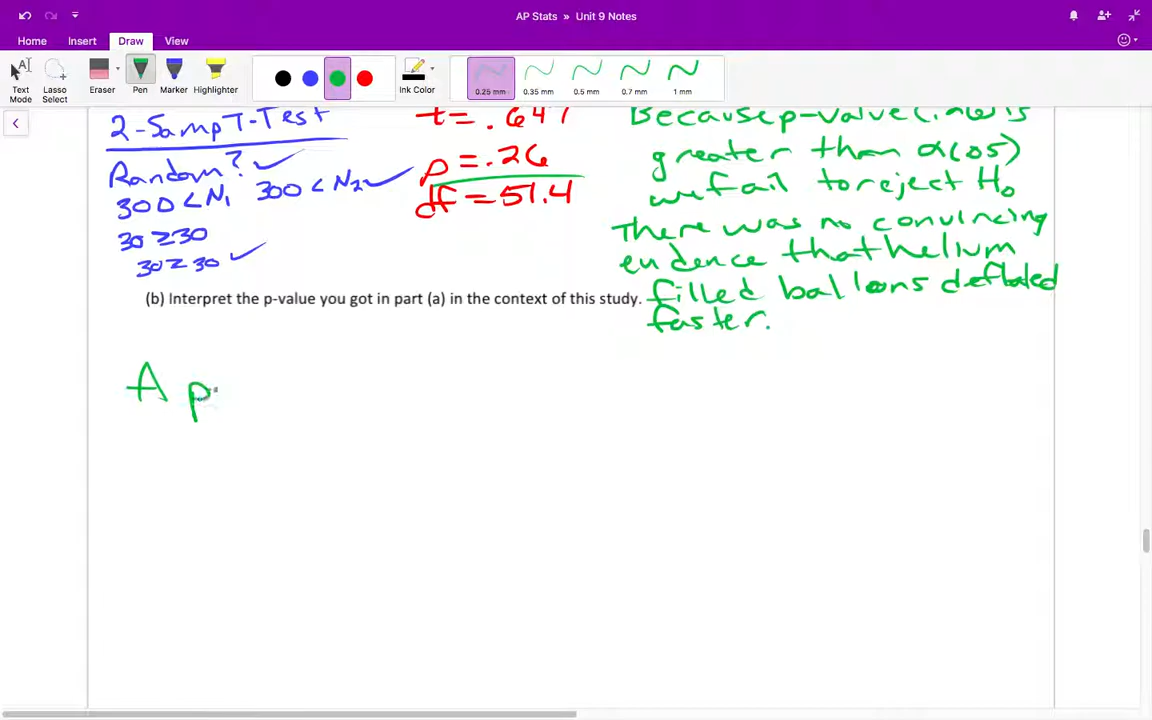 AP Stats » Unit 9 Notes
Home Insert Draw View
Text Mode
Lasso Select
Eraser
Pen
Marker
Highlighter
Ink Color
0.25 mm 0.35 mm 0.5 mm 0.7 mm 1 mm
2-SampT-Test
Random? ✓
300 < N₁ 300 < N₂ ✓
30 ≥ 30
30 ≥ 30 ✓
t = .647
p = .26
df = 51.4
Because p-value (.260) is
greater than α(.05)
we fail to reject H₀
There was no convincing
evidence that helium
filled balloons deflated
faster.
(b) Interpret the p-value you got in part (a) in the context of this study.
A p